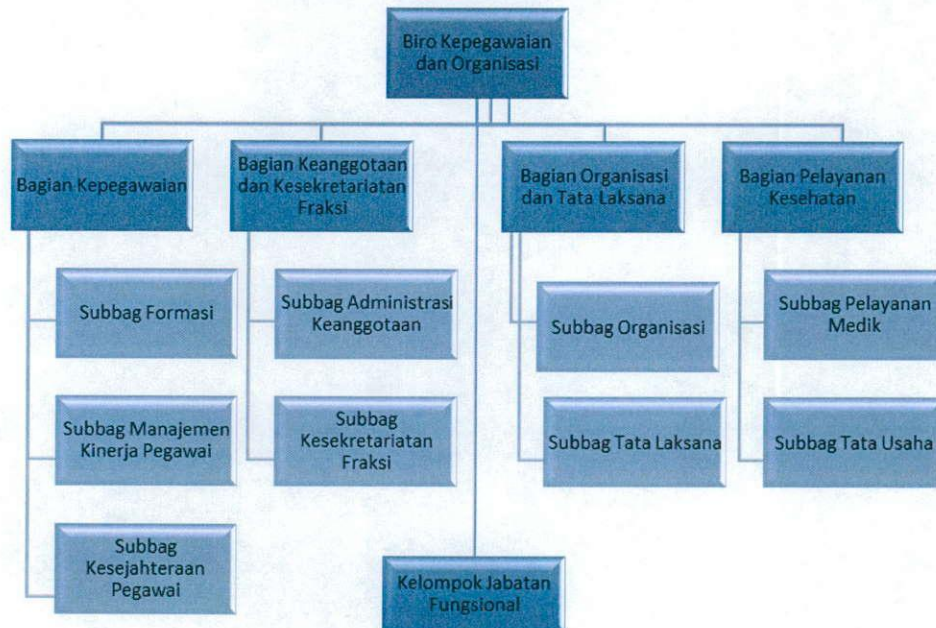 Biro Kepegawaian
dan Organisasi
Bagian Kepegawaian
Bagian Keanggotaan
dan Kesekretariatan
Fraksi
Bagian Organisasi
dan Tata Laksana
Bagian Pelayanan
Kesehatan
Subbag Formasi
Subbag Administrasi
Keanggotaan
Subbag Organisasi
Subbag Pelayanan
Medik
Subbag Manajemen
Kinerja Pegawai
Subbag
Kesekretariatan
Fraksi
Subbag Tata Laksana
Subbag Tata Usaha
Subbag
Kesejahteraan
Pegawai
Kelompok Jabatan
Fungsional